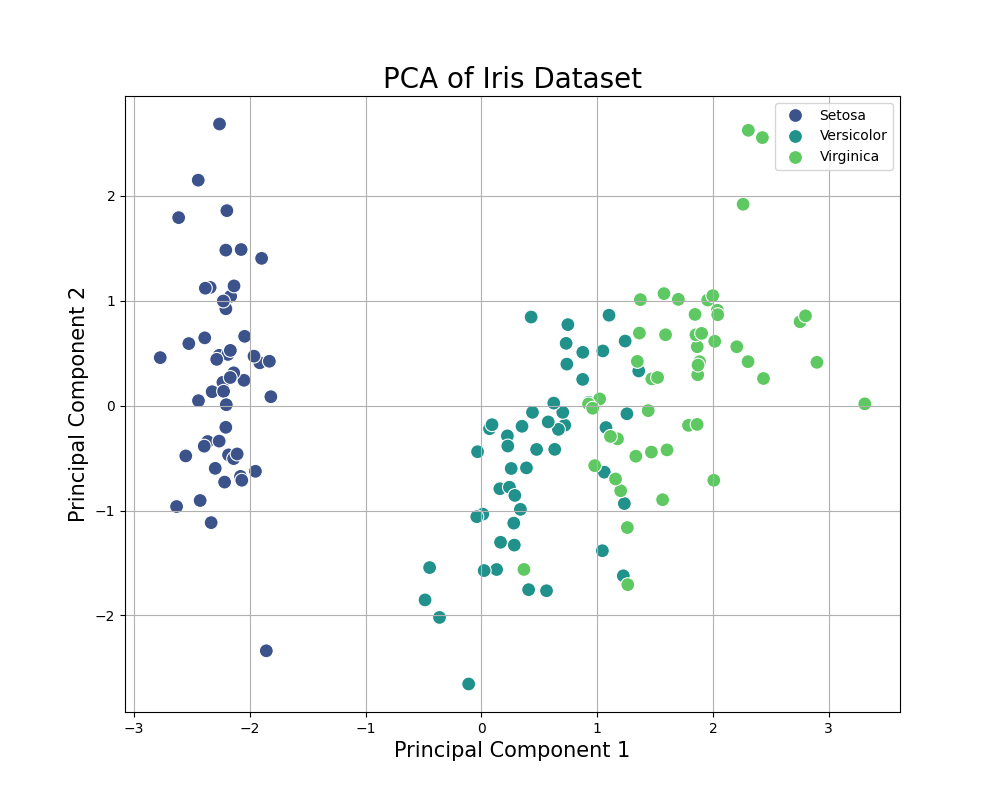 PCA of Iris Dataset
Setosa
Versicolor
Virginica
Principal Component 2
2
1
0
−1
−2
−3 −2 −1 0 1 2 3
Principal Component 1